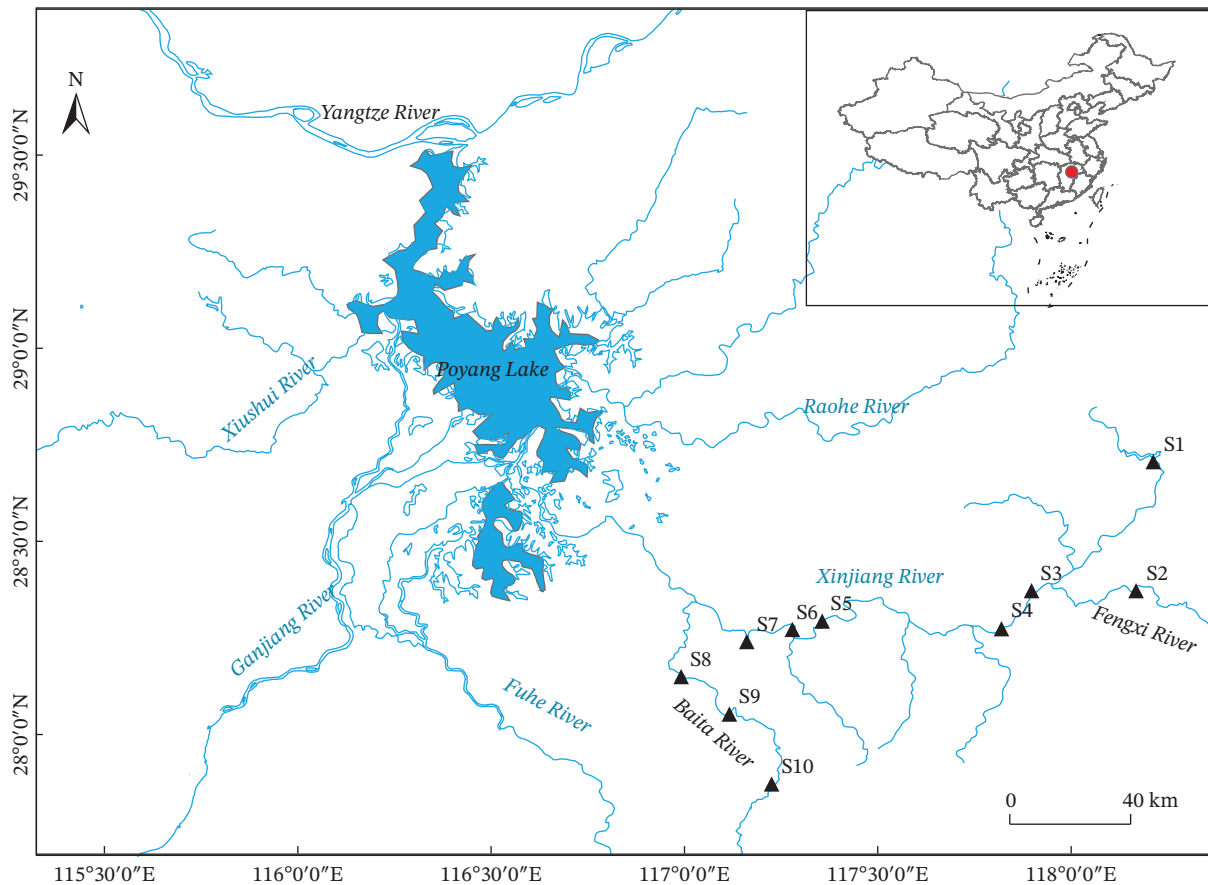 N
Yangtze River
29°30′0″N
29°0′0″N
28°30′0″N
28°0′0″N
Poyang Lake
Xiushui River
Raohe River
S1
Xinjiang River
S3
S2
S4
S5
S6
S7
Fengxi River
Ganjiang River
S8
Fuhe River
S9
Baita River
S10
0 40 km
115°30′0″E 116°0′0″E 116°30′0″E 117°0′0″E 117°30′0″E 118°0′0″E